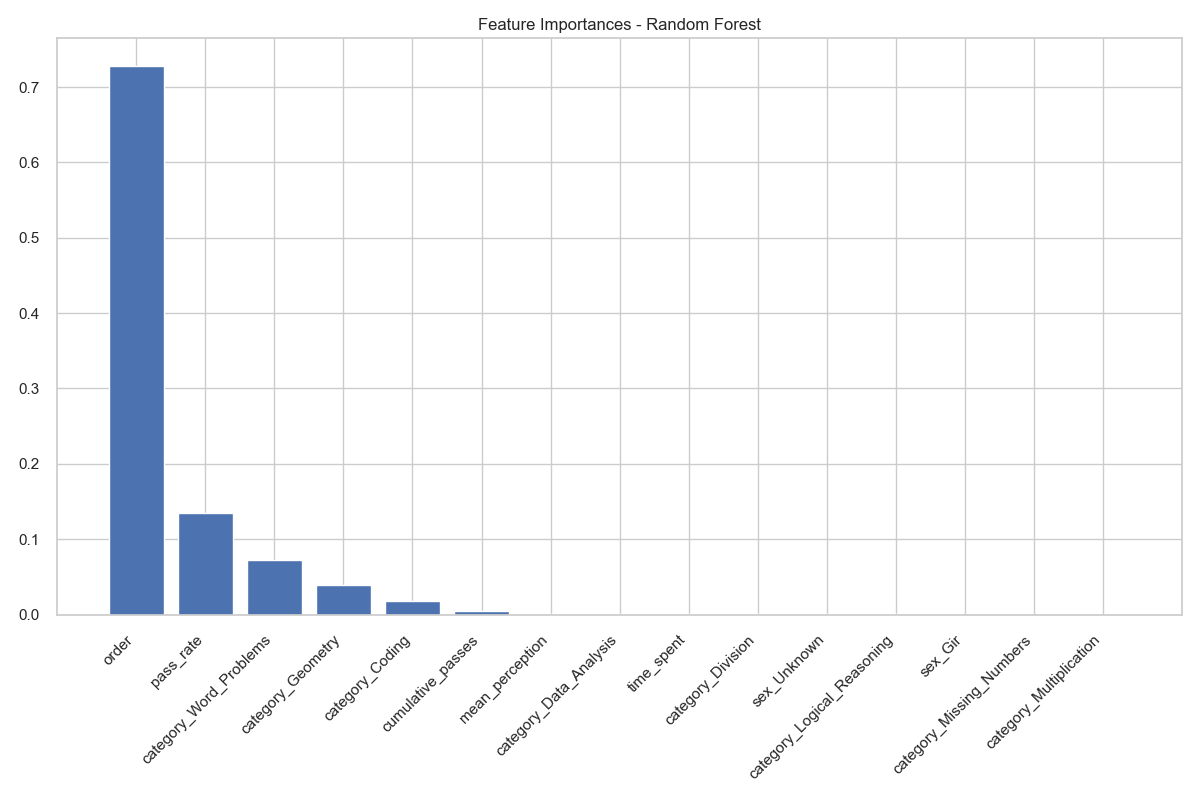 Feature Importances - Random Forest
0.7
0.6
0.5
0.4
0.3
0.2
0.1
0.0
order
pass_rate
category_Word_Problems
category_Geometry
category_Coding
cumulative_passes
mean_perception
category_Data_Analysis
time_spent
category_Division
sex_Unknown
category_Logical_Reasoning
sex_Gir
category_Missing_Numbers
category_Multiplication